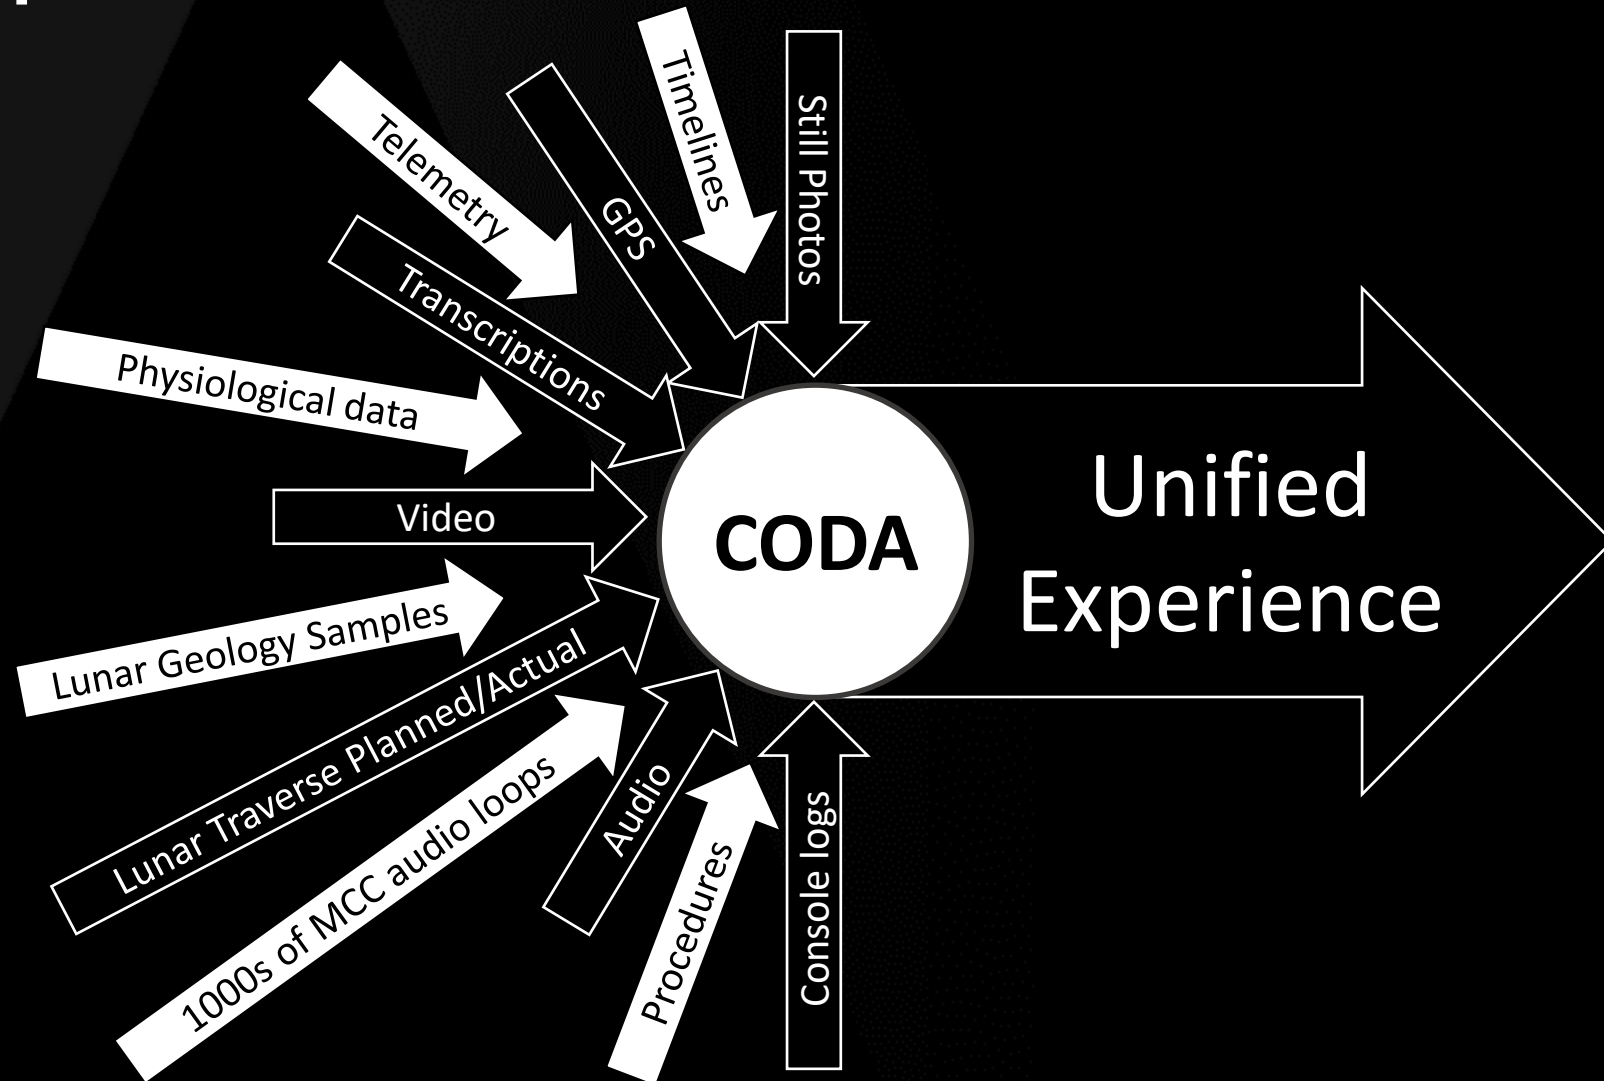 Timelines
Still Photos
GPS
Telemetry
Transcriptions
Physiological data
Video
Lunar Geology Samples
Lunar Traverse Planned/Actual
1000s of MCC audio loops
Audio
Procedures
Console logs
CODA
Unified
Experience